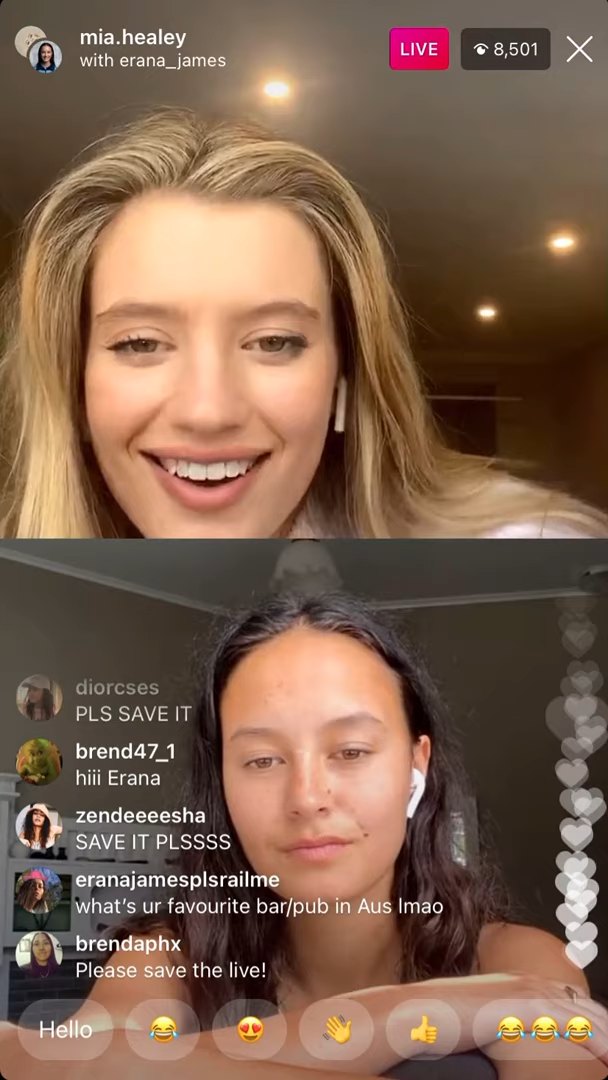 mia.healey
with erana_james
LIVE
8,501
diorcses
PLS SAVE IT
brend47_1
hiii Erana
zendeeeesha
SAVE IT PLSSSS
eranajamesplsrailme
what’s ur favourite bar/pub in Aus lmao
brendaphx
Please save the live!
Hello